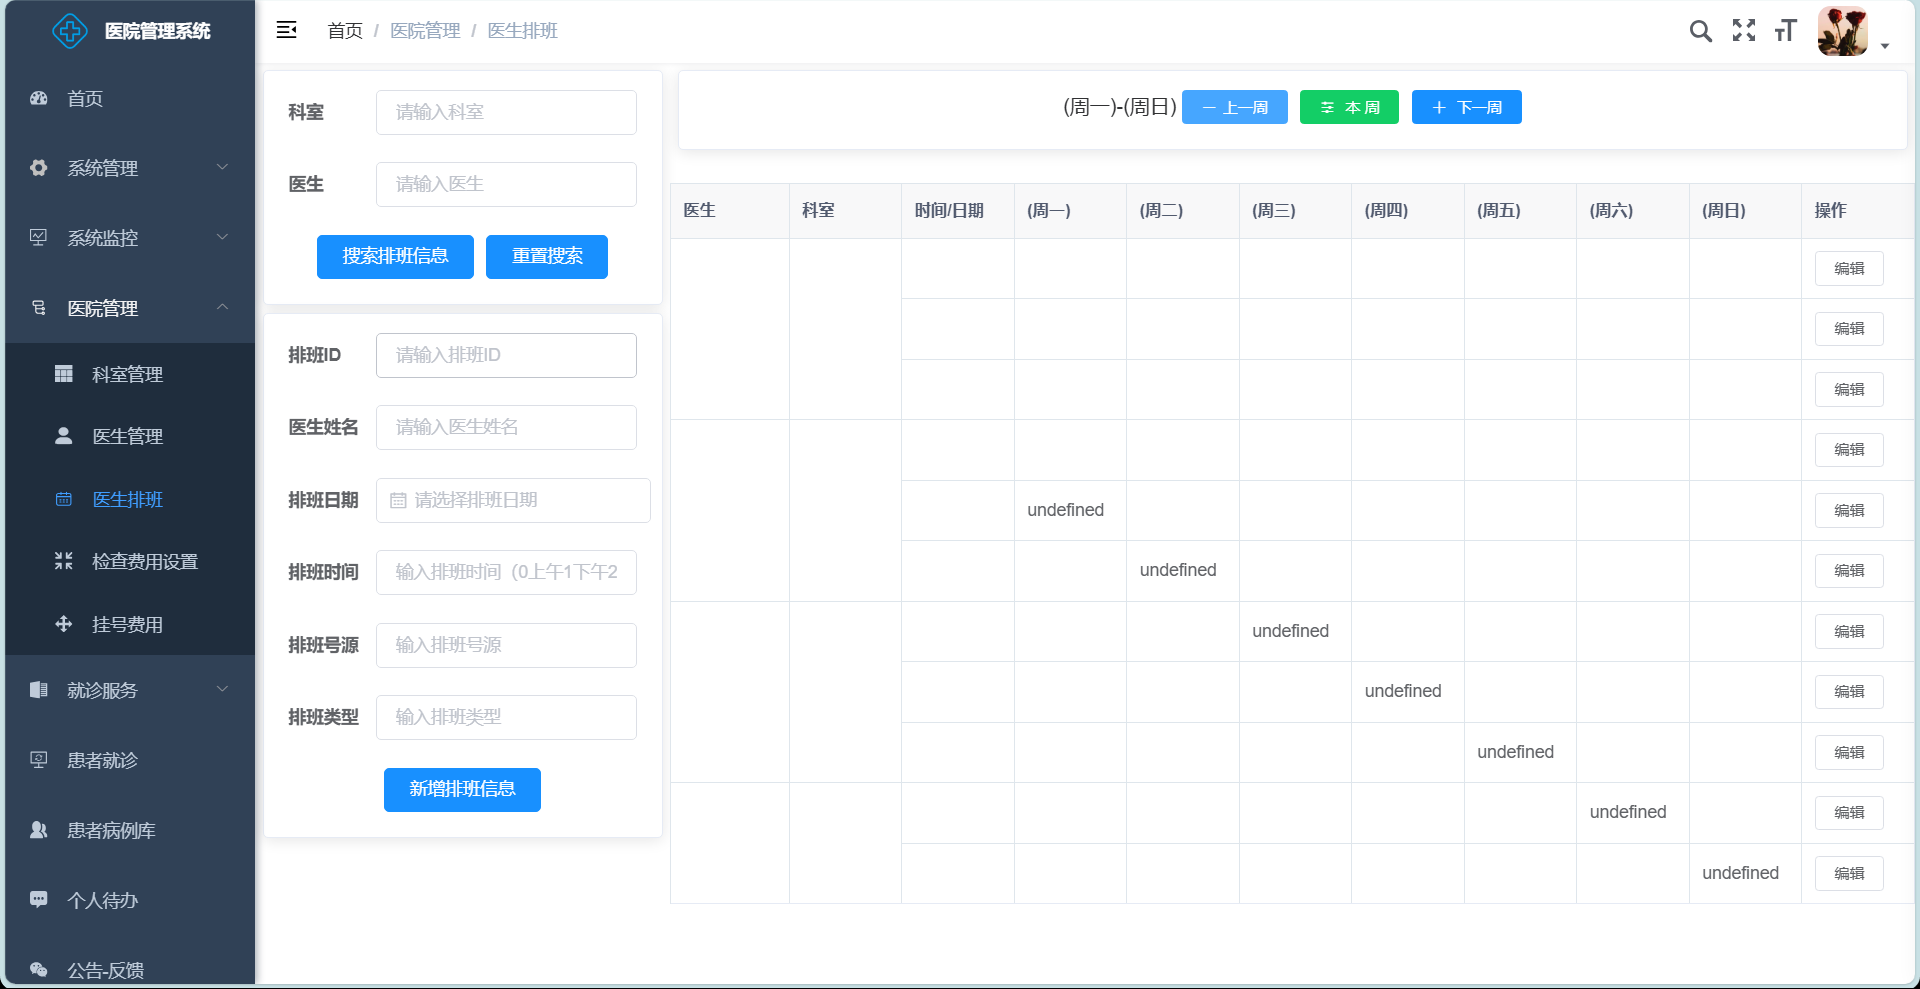 医院管理系统
首页
系统管理
系统监控
医院管理
科室管理
医生管理
医生排班
检查费用设置
挂号费用
就诊服务
患者就诊
患者病例库
个人待办
公告-反馈
首页 / 医院管理 / 医生排班
科室 请输入科室
医生 请输入医生
搜索排班信息 重置搜索
排班ID 请输入排班ID
医生姓名 请输入医生姓名
排班日期 请选择排班日期
排班时间 输入排班时间（0上午1下午2
排班号源 输入排班号源
排班类型 输入排班类型
新增排班信息
(周一)-(周日) 上一周 本 周 下一周
医生 科室 时间/日期 (周一) (周二) (周三) (周四) (周五) (周六) (周日) 操作
编辑
编辑
编辑
编辑
undefined 编辑
undefined 编辑
undefined 编辑
undefined 编辑
undefined 编辑
undefined 编辑
undefined 编辑